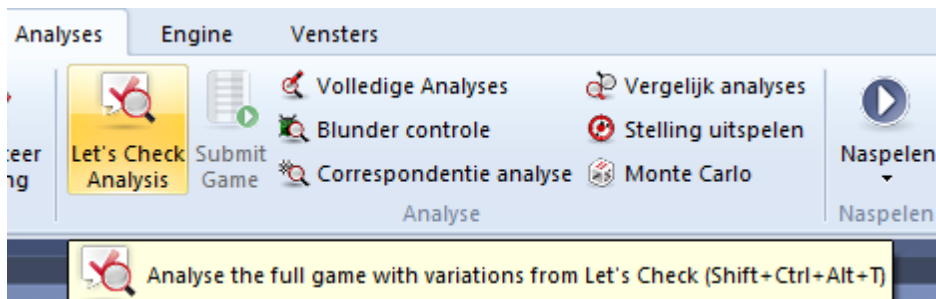 Analyses Engine Vensters
Let's Check
Analysis
Submit
Game
Volledige Analyses
Blunder controle
Correspondentie analyse
Vergelijk analyses
Stelling uitspelen
Monte Carlo
Naspelen
eer
ng
Analyse
Naspelen
Analyse the full game with variations from Let's Check (Shift+Ctrl+Alt+T)